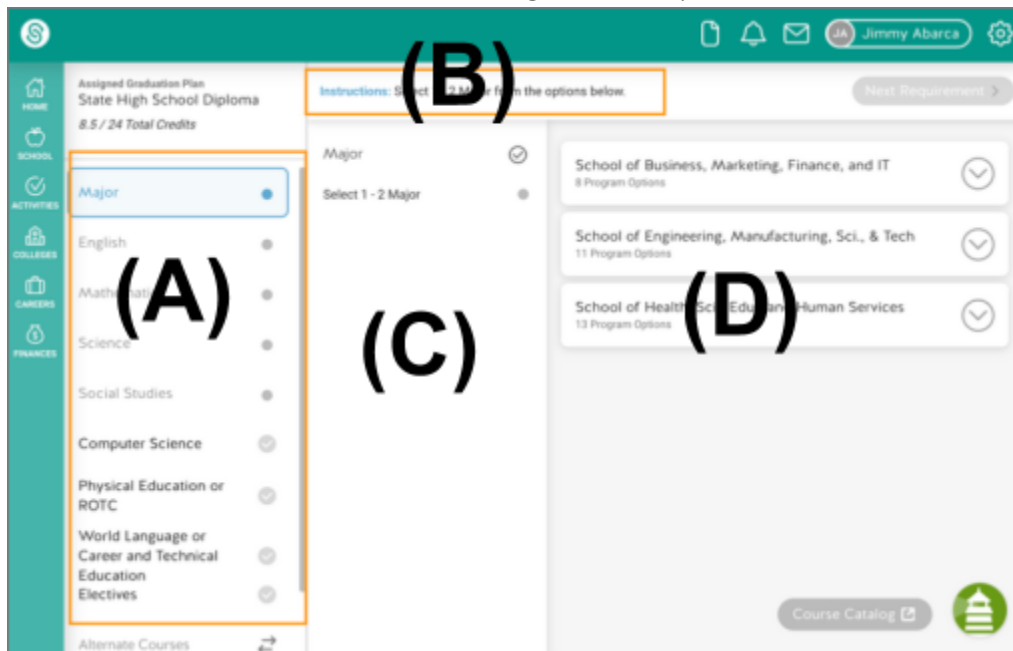 JA Jimmy Abarca
HOME
SCHOOL
ACTIVITIES
COLLEGES
CAREERS
FINANCES
Assigned Graduation Plan
State High School Diploma
8.5 / 24 Total Credits
Major
English
Science
Social Studies
Computer Science
Physical Education or
ROTC
World Language or
Career and Technical
Education
Electives
Alternate Courses
(A)
Instructions: 2 Major from the options below.
(B)
Next Requirement >
Major
Select 1 - 2 Major
(C)
School of Business, Marketing, Finance, and IT
8 Program Options
School of Engineering, Manufacturing, Sci., & Tech
11 Program Options
School of Health Human Services
13 Program Options
(D)
Course Catalog